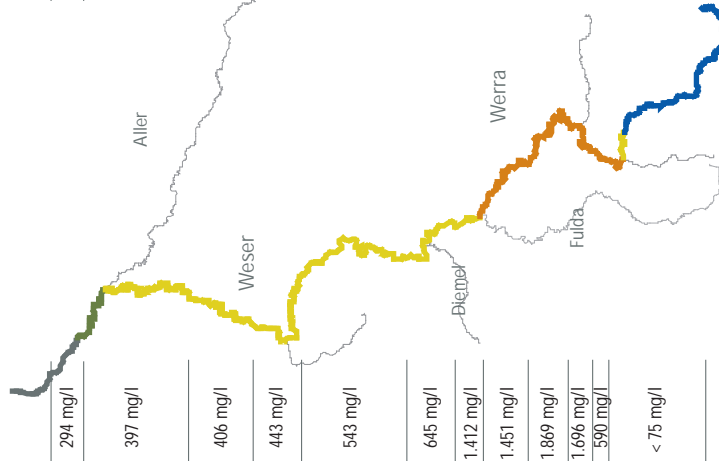 Aller
Werra
Weser
Fulda
Diemel
294 mg/l
397 mg/l
406 mg/l
443 mg/l
543 mg/l
645 mg/l
1.412 mg/l
1.451 mg/l
1.869 mg/l
1.696 mg/l
590 mg/l
< 75 mg/l